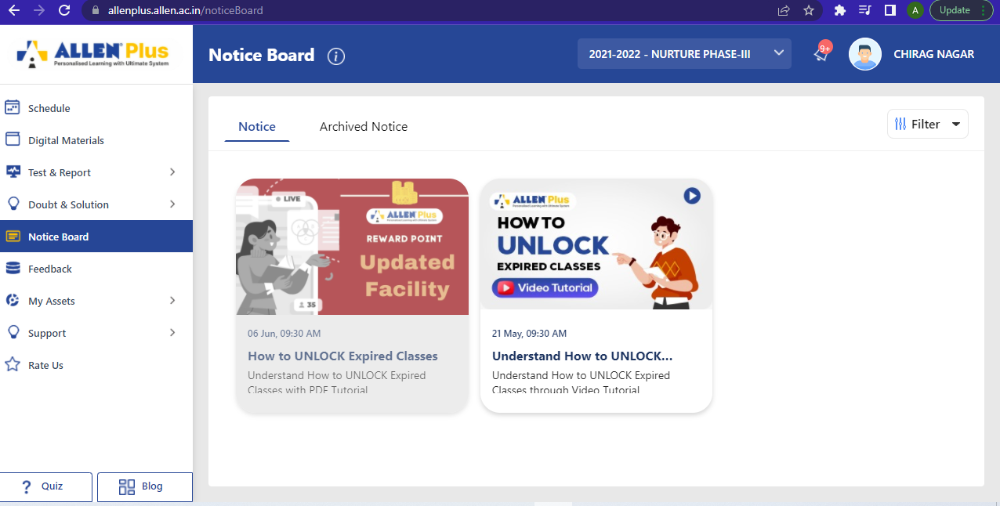 allenplus.allen.ac.in/noticeBoard
A
Update
ALLEN Plus
Personalised Learning with Ultimate System
Notice Board
i
2021-2022 - NURTURE PHASE-III
9+
CHIRAG NAGAR
Schedule
Digital Materials
Test & Report
Doubt & Solution
Notice Board
Feedback
My Assets
Support
Rate Us
? Quiz
Blog
Notice
Archived Notice
Filter
LIVE
ALLEN Plus
REWARD POINT
Updated
Facility
35
06 Jun, 09:30 AM
How to UNLOCK Expired Classes
Understand How to UNLOCK Expired
Classes with PDF Tutorial
ALLEN Plus
Personalised Learning with Ultimate System
HOW TO
UNLOCK
EXPIRED CLASSES
Video Tutorial
21 May, 09:30 AM
Understand How to UNLOCK...
Understand How to UNLOCK Expired
Classes through Video Tutorial